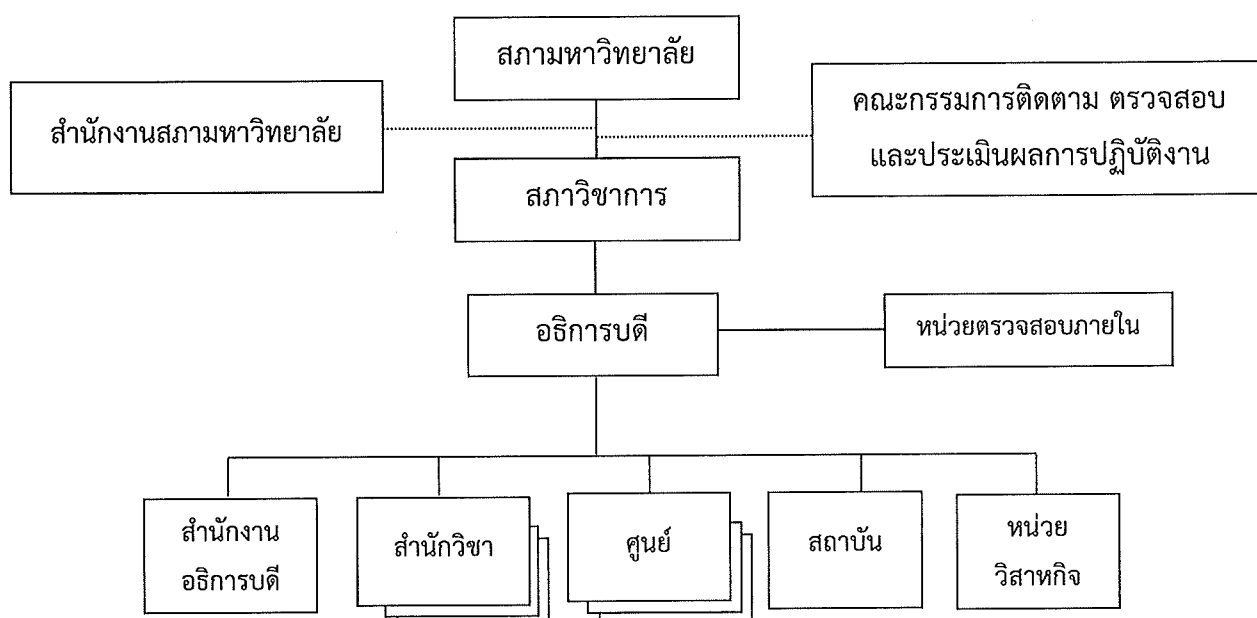 สภามหาวิทยาลัย
สำนักงานสภามหาวิทยาลัย
คณะกรรมการติดตาม ตรวจสอบ
และประเมินผลการปฏิบัติงาน
สภาวิชาการ
อธิการบดี
หน่วยตรวจสอบภายใน
สำนักงาน
อธิการบดี
สำนักวิชา
ศูนย์
สถาบัน
หน่วย
วิสาหกิจ